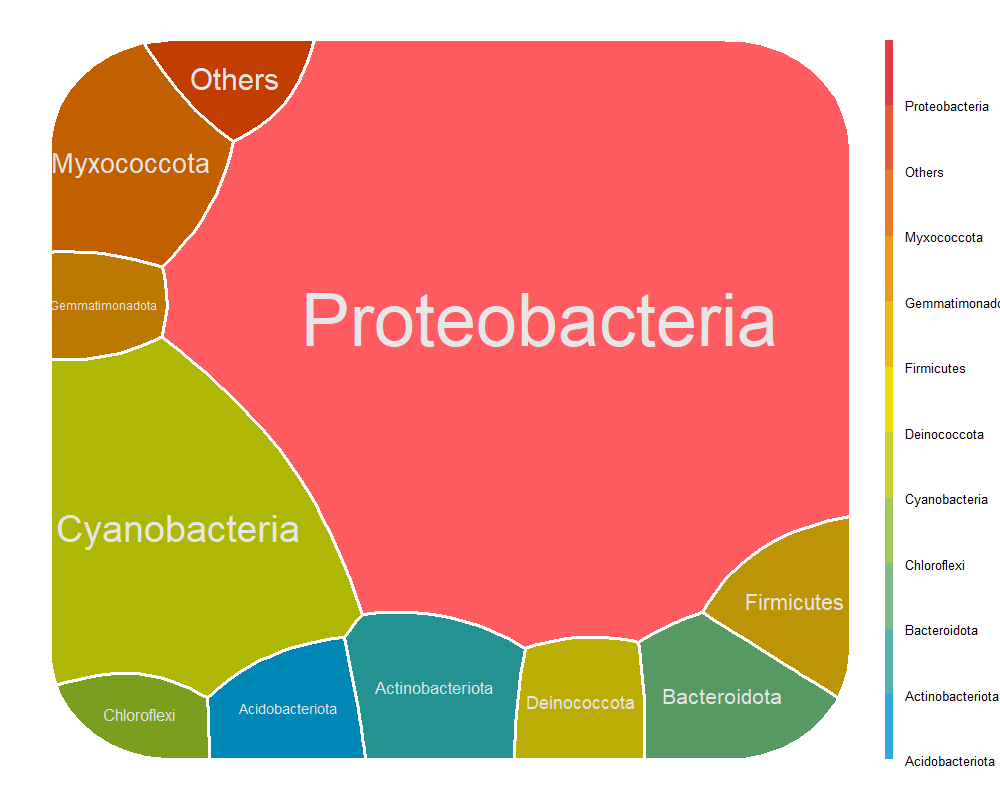 Others
Myxococcota
Gemmatimonadota
Proteobacteria
Cyanobacteria
Firmicutes
Chloroflexi
Acidobacteriota
Actinobacteriota
Deinococcota
Bacteroidota
Proteobacteria
Others
Myxococcota
Gemmatimonado
Firmicutes
Deinococcota
Cyanobacteria
Chloroflexi
Bacteroidota
Actinobacteriota
Acidobacteriota